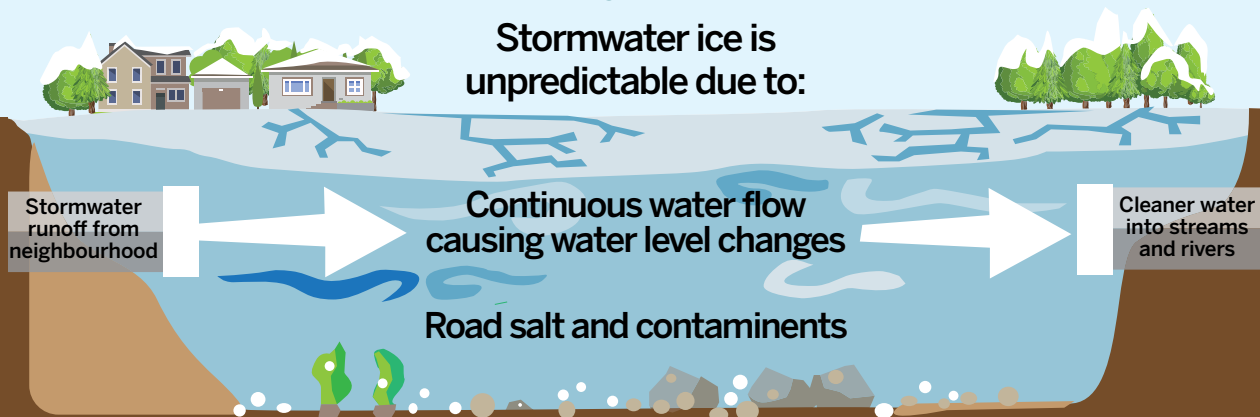 Stormwater ice is
unpredictable due to:
Stormwater
runoff from
neighbourhood
Continuous water flow
causing water level changes
Cleaner water
into streams
and rivers
Road salt and contaminents